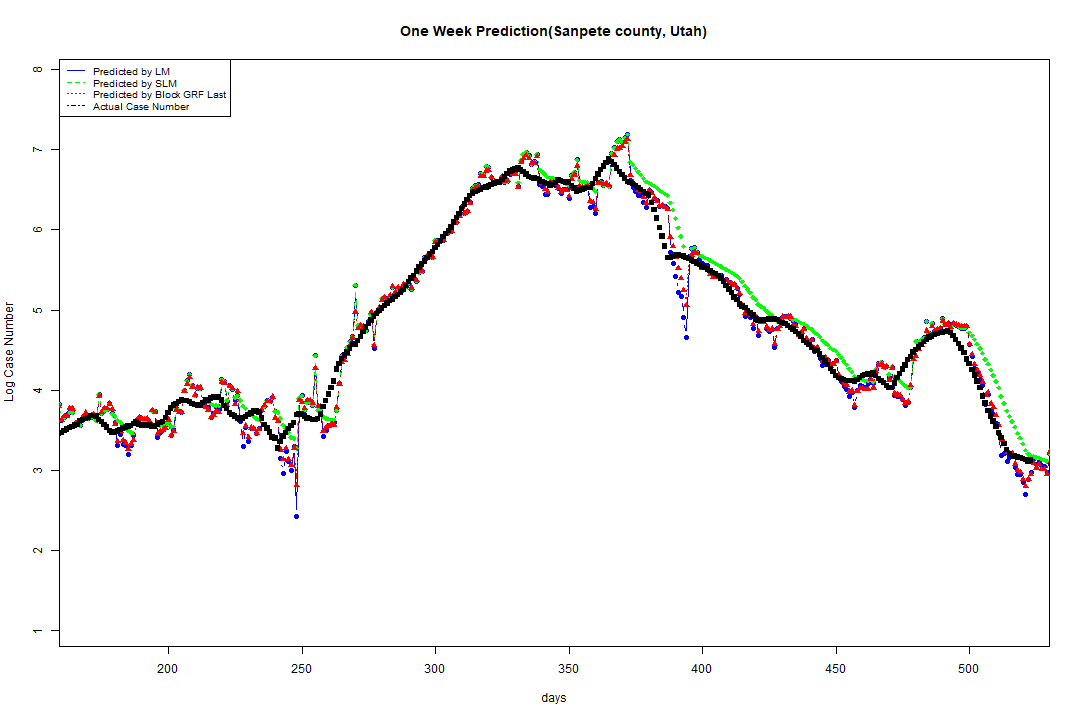 One Week Prediction(Sanpete county, Utah)
Predicted by LM
Predicted by SLM
Predicted by Block GRF Last
Actual Case Number
Log Case Number
8
7
6
5
4
3
2
1
200 250 300 350 400 450 500
days